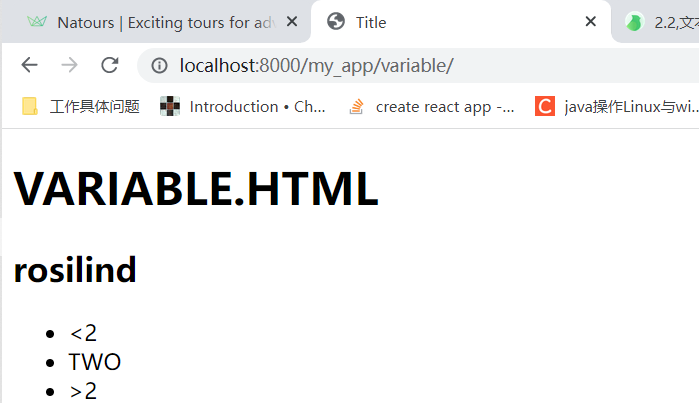 Natours | Exciting tours for adv
Title
2.2,文本
localhost:8000/my_app/variable/
工作具体问题
Introduction • Ch...
create react app -...
java操作Linux与wi...
VARIABLE.HTML
rosilind
<2
TWO
>2